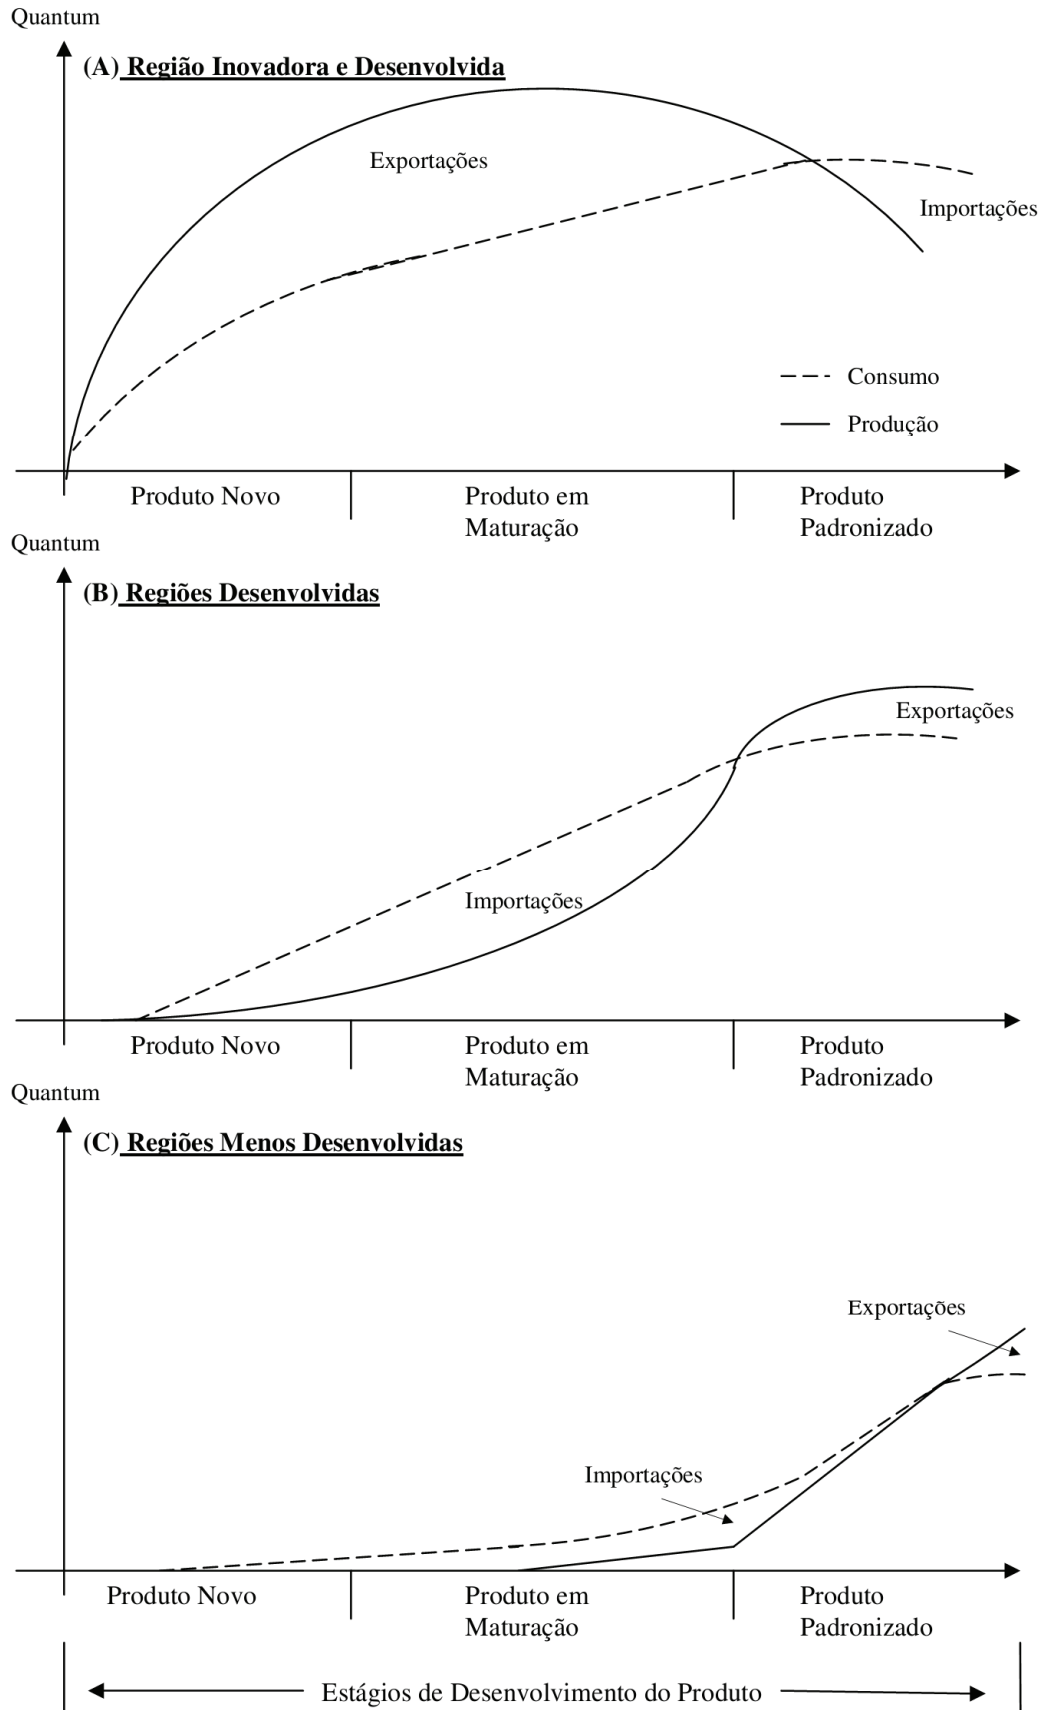 Quantum
(A) Região Inovadora e Desenvolvida
Exportações
Importações
Consumo
Produção
Produto Novo
Produto em
Maturação
Produto
Padronizado
Quantum
(B) Regiões Desenvolvidas
Exportações
Importações
Produto Novo
Produto em
Maturação
Produto
Padronizado
Quantum
(C) Regiões Menos Desenvolvidas
Exportações
Importações
Produto Novo
Produto em
Maturação
Produto
Padronizado
Estágios de Desenvolvimento do Produto